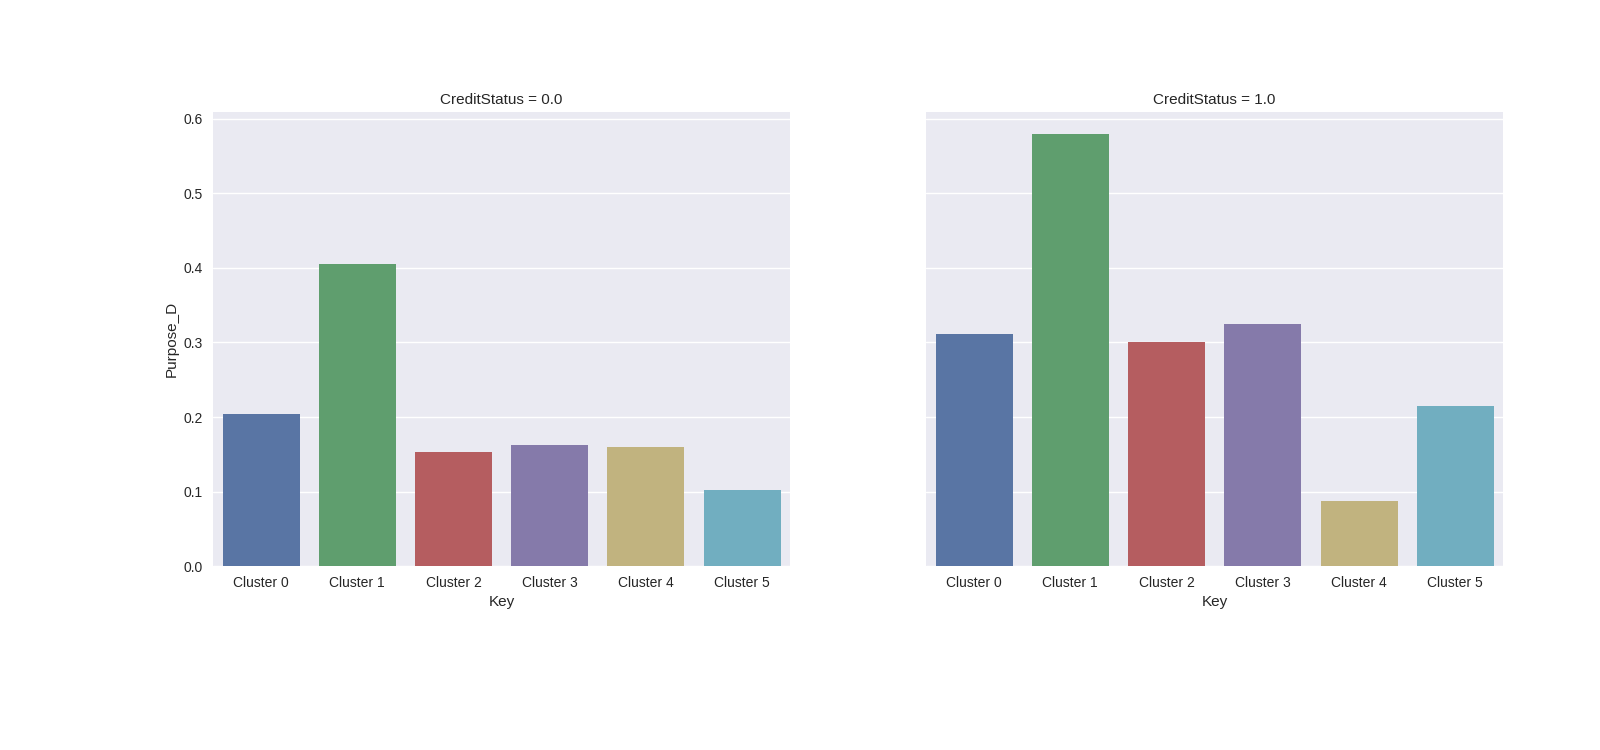 CreditStatus = 0.0
Purpose_D
0.6
0.5
0.4
0.3
0.2
0.1
0.0
Cluster 0 Cluster 1 Cluster 2 Cluster 3 Cluster 4 Cluster 5
Key
CreditStatus = 1.0
Cluster 0 Cluster 1 Cluster 2 Cluster 3 Cluster 4 Cluster 5
Key